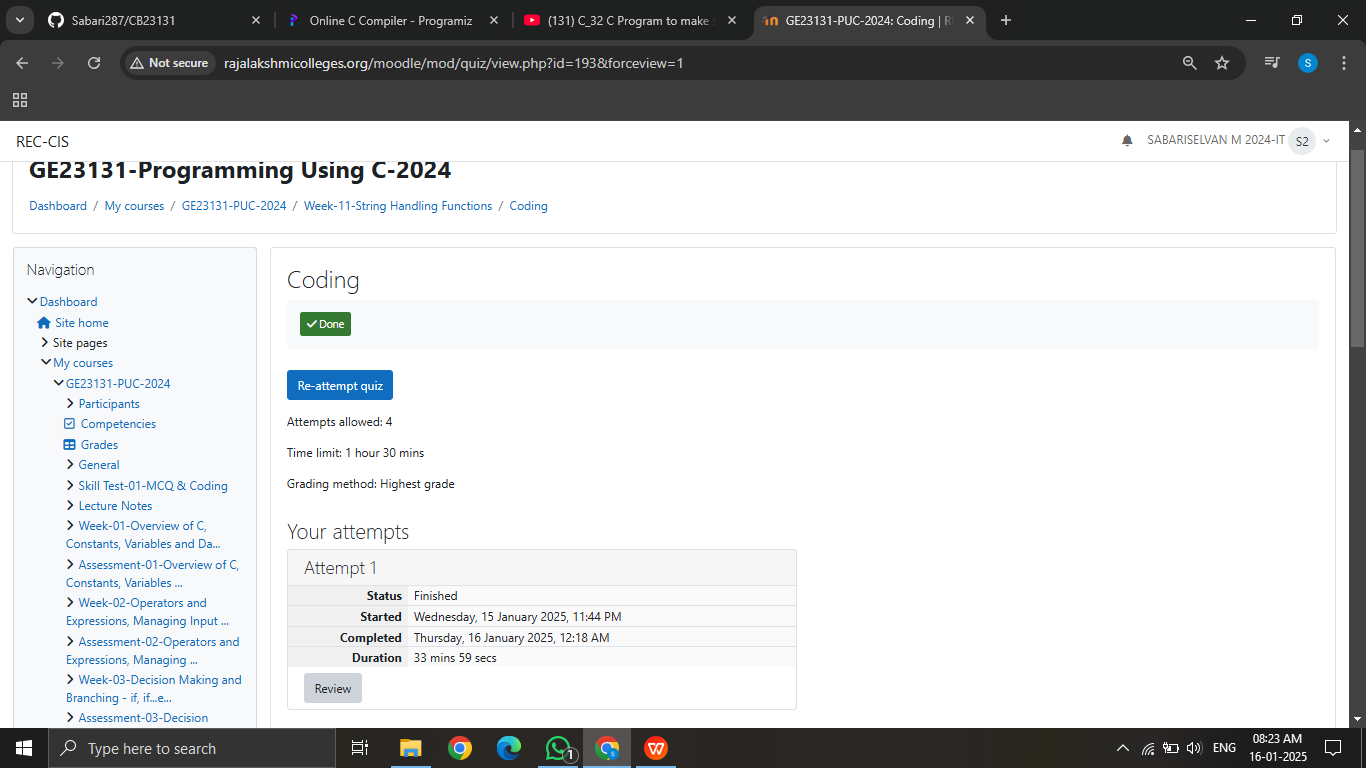 Sabari287/CB23131
Online C Compiler - Programiz
(131) C_32 C Program to make
GE23131-PUC-2024: Coding |
Not secure
rajalakshmicolleges.org/moodle/mod/quiz/view.php?id=193&forceview=1
S
REC-CIS
SABARISELVAN M 2024-IT
S2
GE23131-Programming Using C-2024
Dashboard / My courses / GE23131-PUC-2024 / Week-11-String Handling Functions / Coding
Navigation
Dashboard
Site home
Site pages
My courses
GE23131-PUC-2024
Participants
Competencies
Grades
General
Skill Test-01-MCQ & Coding
Lecture Notes
Week-01-Overview of C,
Constants, Variables and Da...
Assessment-01-Overview of C,
Constants, Variables ...
Week-02-Operators and
Expressions, Managing Input ...
Assessment-02-Operators and
Expressions, Managing ...
Week-03-Decision Making and
Branching - if, if...e...
Assessment-03-Decision
Coding
Done
Re-attempt quiz
Attempts allowed: 4
Time limit: 1 hour 30 mins
Grading method: Highest grade
Your attempts
Attempt 1
Status Finished
Started Wednesday, 15 January 2025, 11:44 PM
Completed Thursday, 16 January 2025, 12:18 AM
Duration 33 mins 59 secs
Review
Type here to search
1
S
W
ENG
08:23 AM
16-01-2025